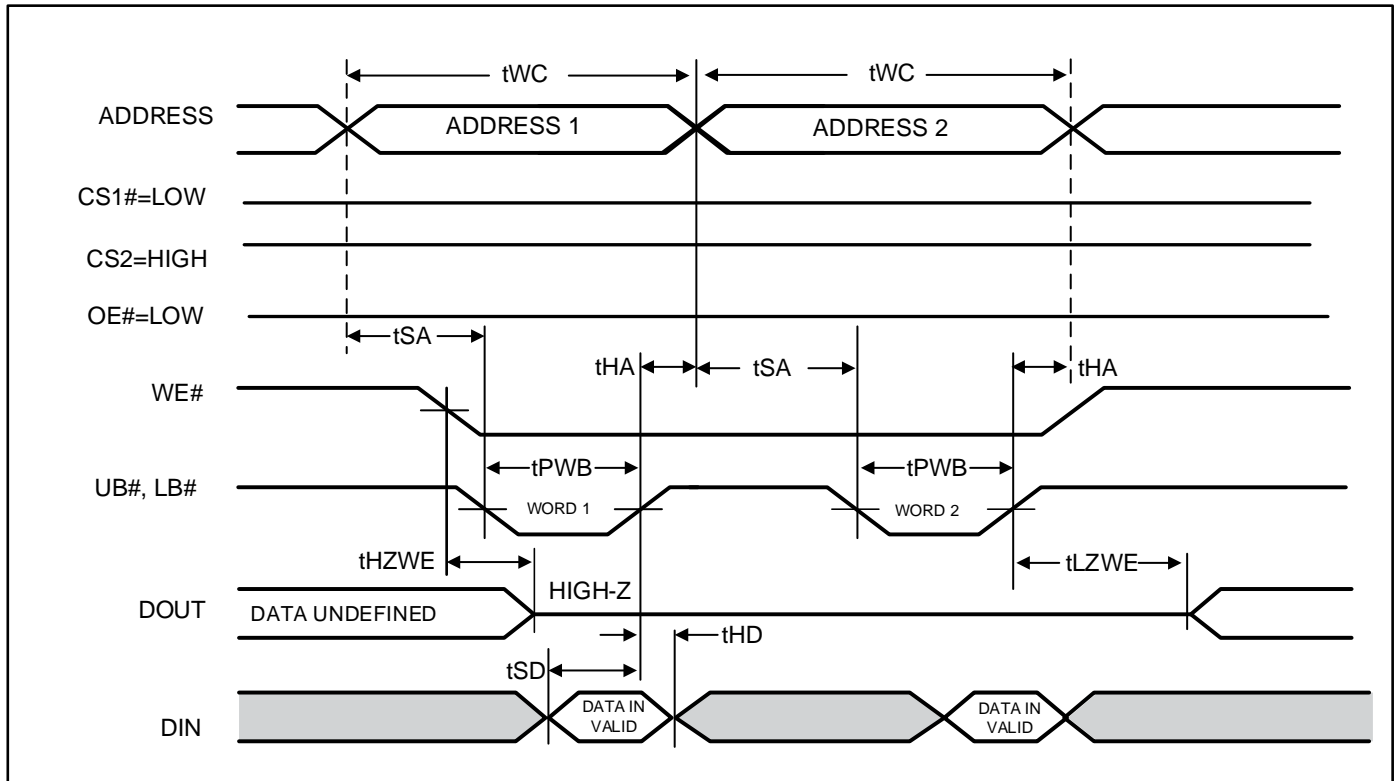 tWC tWC
ADDRESS ADDRESS 1 ADDRESS 2
CS1#=LOW
CS2=HIGH
OE#=LOW
tSA tHA tSA tHA
WE#
tPWB tPWB
UB#, LB# WORD 1 WORD 2
tHZWE tLZWE
HIGH-Z
DOUT DATA UNDEFINED
tHD
tSD
DIN DATA IN VALID DATA IN VALID